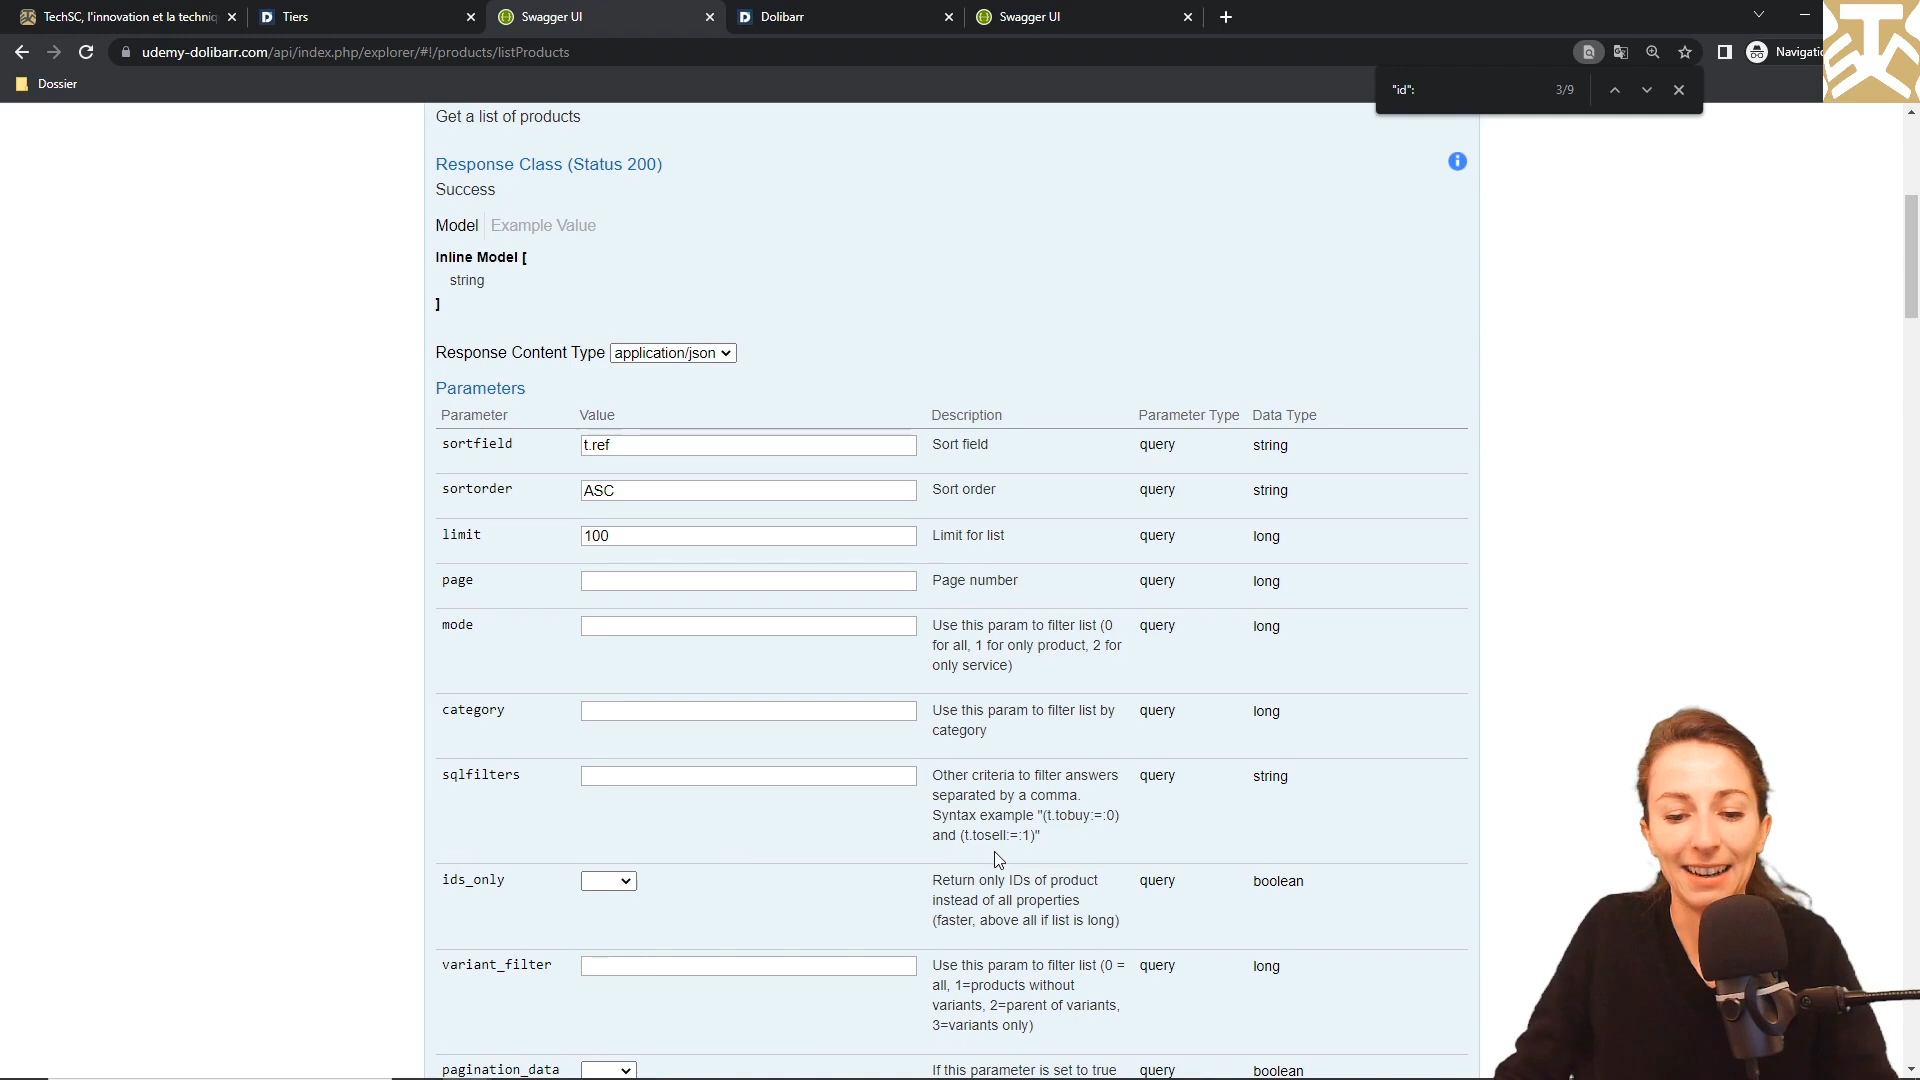 TechSC, l'innovation et la techniq
Tiers
Swagger UI
Dolibarr
Swagger UI
udemy-dolibarr.com/api/index.php/explorer/#!/products/listProducts
Navigatio
Dossier
"id":
3/9
Get a list of products
Response Class (Status 200)
Success
Model Example Value
Inline Model [
string
]
Response Content Type application/json
Parameters
Parameter Value Description Parameter Type Data Type
sortfield t.ref Sort field query string
sortorder ASC Sort order query string
limit 100 Limit for list query long
page Page number query long
mode Use this param to filter list (0 query long
for all, 1 for only product, 2 for
only service)
category Use this param to filter list by query long
category
sqlfilters Other criteria to filter answers query string
separated by a comma.
Syntax example "(t.tobuy:=:0)
and (t.tosell:=:1)"
ids_only Return only IDs of product query boolean
instead of all properties
(faster, above all if list is long)
variant_filter Use this param to filter list (0 = query long
all, 1=products without
variants, 2=parent of variants,
3=variants only)
pagination_data If this parameter is set to true query boolean